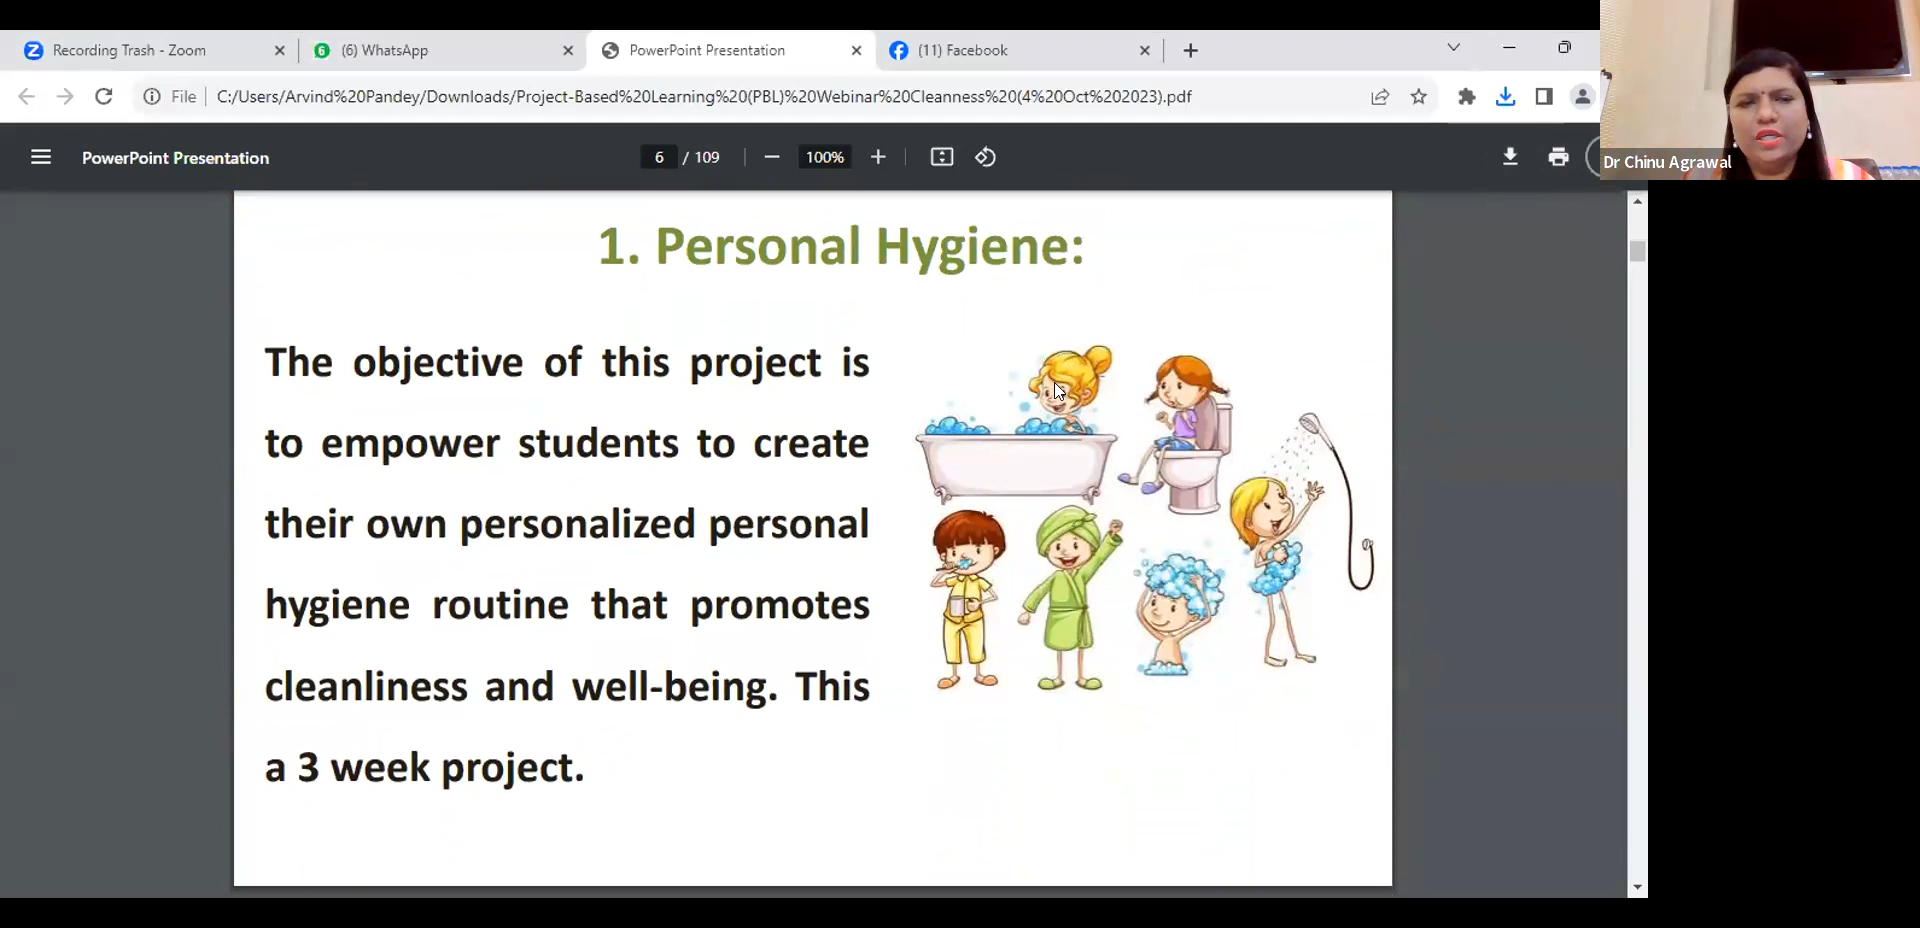 Recording Trash - Zoom
(6) WhatsApp
PowerPoint Presentation
(11) Facebook
File
C:/Users/Arvind%20Pandey/Downloads/Project-Based%20Learning%20(PBL)%20Webinar%20Cleanness%20(4%20Oct%202023).pdf
PowerPoint Presentation
6 / 109
100%
Dr Chinu Agrawal
1. Personal Hygiene:
The objective of this project is
to empower students to create
their own personalized personal
hygiene routine that promotes
cleanliness and well-being. This
a 3 week project.